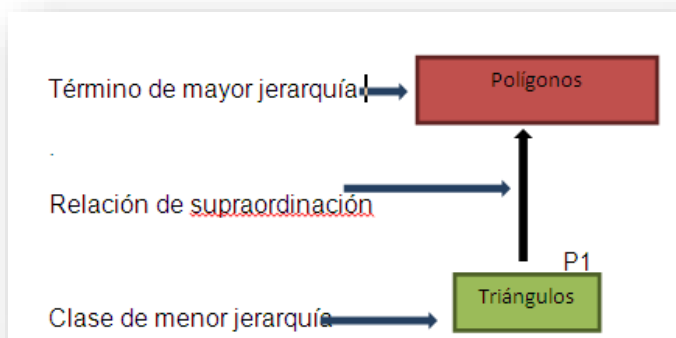 Término de mayor jerarquía
Polígonos
.
Relación de supraordinación
P1
Triángulos
Clase de menor jerarquía